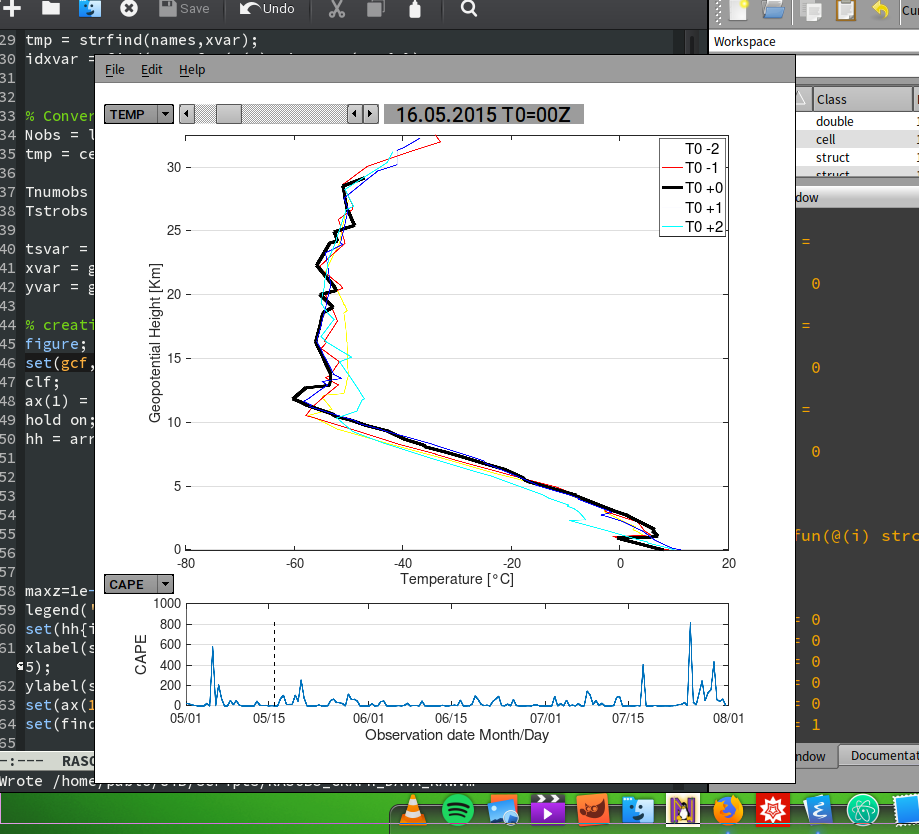 Save
Undo
29 tmp = strfind(names,xvar);
30 idxvar =
31
32
33 % Conver
34 Nobs = l
35 tmp = ce
36
37 Tnumobs
38 Tstrobs
39
40 tsvar =
41 xvar = g
42 yvar = g
43
44 % creati
45 figure;
46 set(gcf,
47 clf;
48 ax(1) =
49 hold on;
50 hh = arr
51
52
53
54
55
56
57
58 maxz=1e-
59 legend('
60 set(hh{i
61 xlabel(s
5);
62 ylabel(s
63 set(ax(1
64 set(find
65
-:--- RASO
Wrote /home/
File Edit Help
TEMP
16.05.2015 T0=00Z
T0 -2
T0 -1
T0 +0
T0 +1
T0 +2
30
25
20
15
10
5
0
Geopotential Height [Km]
-80 -60 -40 -20 0 20
Temperature [°C]
CAPE
1000
800
600
400
200
0
CAPE
05/01 05/15 06/01 06/15 07/01 07/15 08/01
Observation date Month/Day
Cur
Workspace
Class
double
cell
struct
struct
dow
=
0
=
0
=
0
fun(@(i) strc
= 0
= 0
= 0
= 0
= 0
= 1
ndow
Documentat